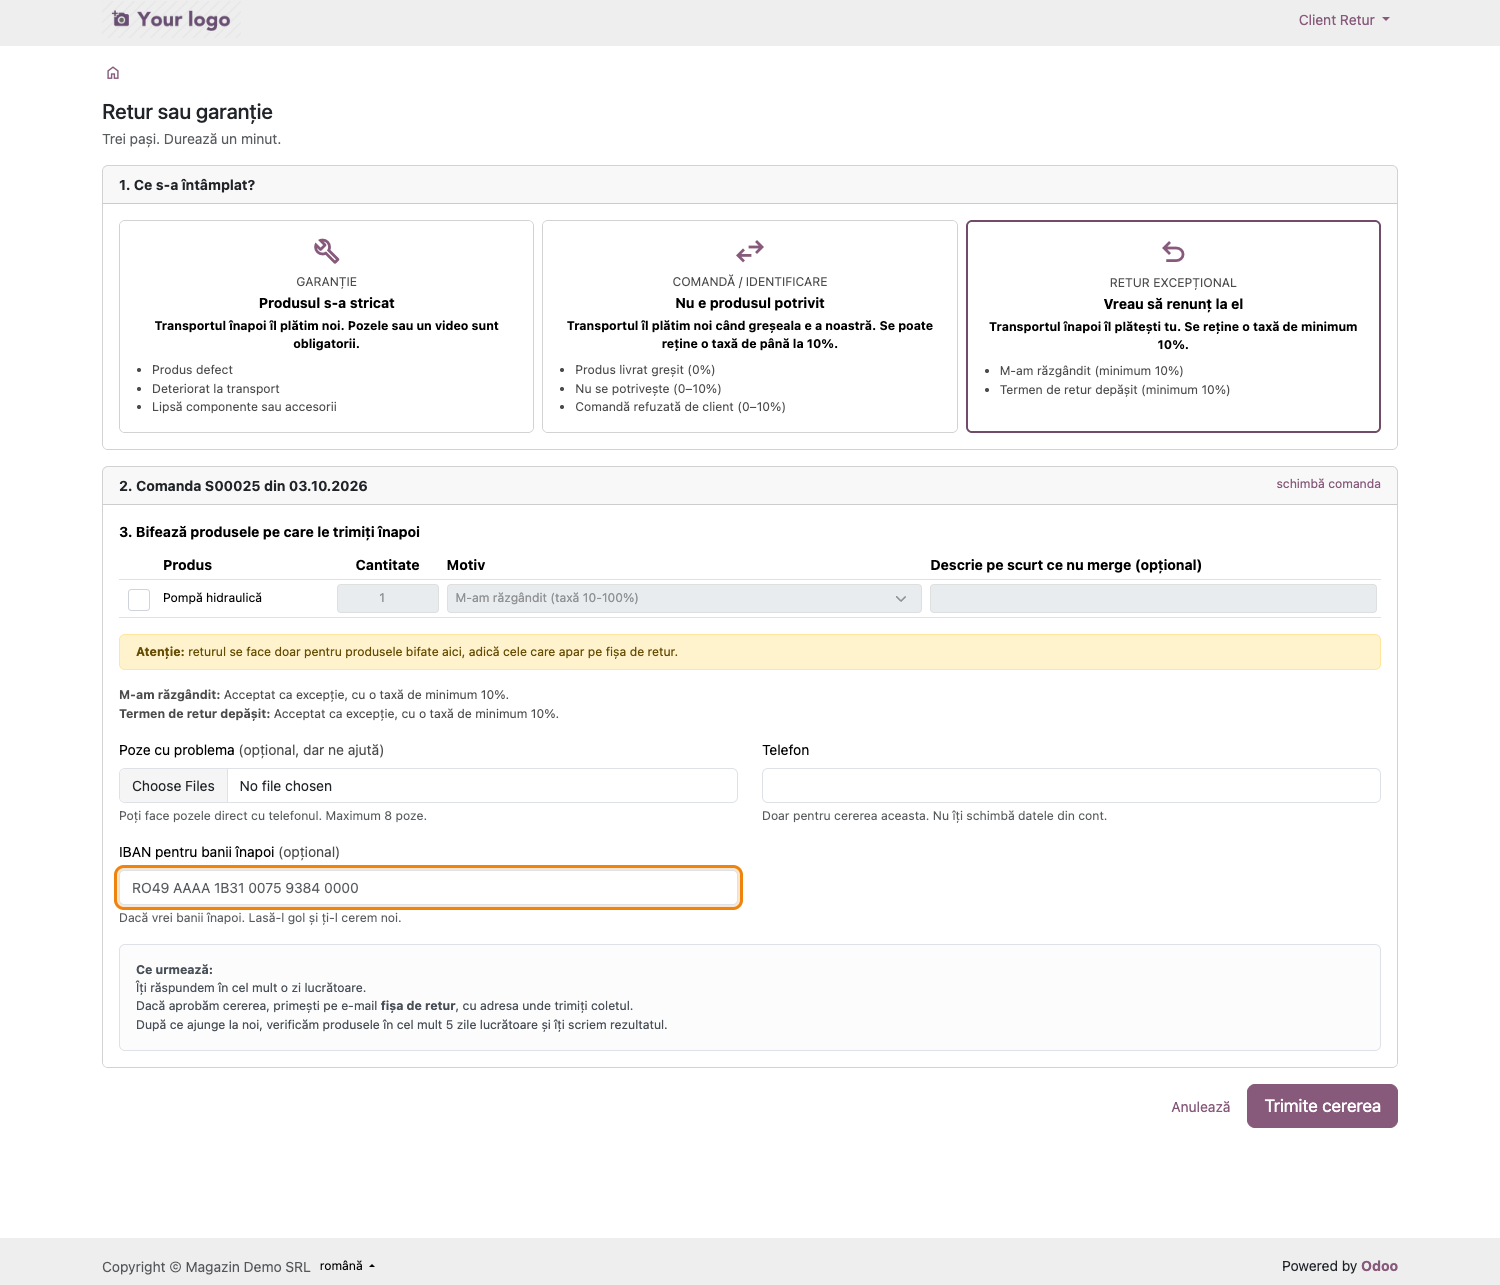 Your logo
Client Retur
Retur sau garanție
Trei pași. Durează un minut.
1. Ce s-a întâmplat?
GARANȚIE
Produsul s-a stricat
Transportul înapoi îl plătim noi. Pozele sau un video sunt
obligatorii.
Produs defect
Deteriorat la transport
Lipsă componente sau accesorii
COMANDĂ / IDENTIFICARE
Nu e produsul potrivit
Transportul îl plătim noi când greșeala e a noastră. Se poate
reține o taxă de până la 10%.
Produs livrat greșit (0%)
Nu se potrivește (0–10%)
Comandă refuzată de client (0–10%)
RETUR EXCEPȚIONAL
Vreau să renunț la el
Transportul înapoi îl plătești tu. Se reține o taxă de minimum
10%.
M-am răzgândit (minimum 10%)
Termen de retur depășit (minimum 10%)
2. Comanda S00025 din 03.10.2026
schimbă comanda
3. Bifează produsele pe care le trimiți înapoi
Produs Cantitate Motiv Descrie pe scurt ce nu merge (opțional)
Pompă hidraulică 1 M-am răzgândit (taxă 10-100%)
Atenție: returul se face doar pentru produsele bifate aici, adică cele care apar pe fișa de retur.
M-am răzgândit: Acceptat ca excepție, cu o taxă de minimum 10%.
Termen de retur depășit: Acceptat ca excepție, cu o taxă de minimum 10%.
Poze cu problema (opțional, dar ne ajută)
Choose Files No file chosen
Poți face pozele direct cu telefonul. Maximum 8 poze.
Telefon
Doar pentru cererea aceasta. Nu îți schimbă datele din cont.
IBAN pentru banii înapoi (opțional)
RO49 AAAA 1B31 0075 9384 0000
Dacă vrei banii înapoi. Lasă-l gol și ți-l cerem noi.
Ce urmează:
Îți răspundem în cel mult o zi lucrătoare.
Dacă aprobăm cererea, primești pe e-mail fișa de retur, cu adresa unde trimiți coletul.
După ce ajunge la noi, verificăm produsele în cel mult 5 zile lucrătoare și îți scriem rezultatul.
Anulează
Trimite cererea
Copyright © Magazin Demo SRL română
Powered by Odoo